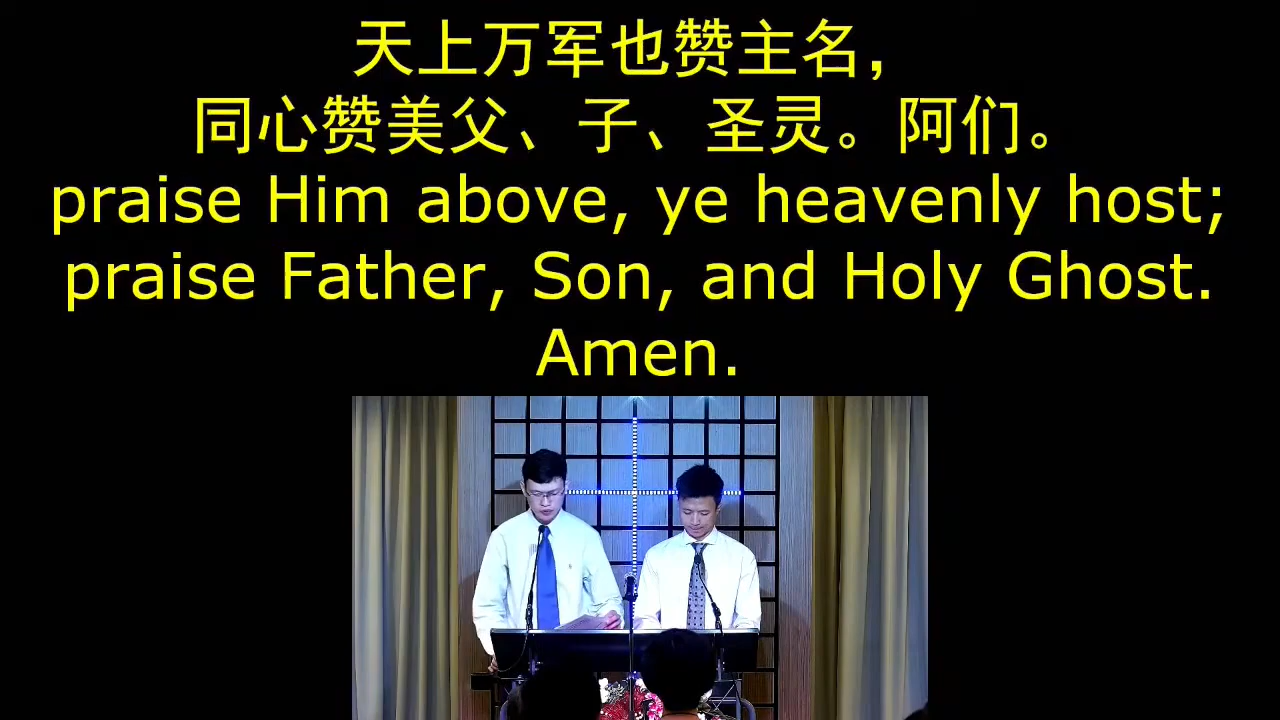 天上万军也赞主名，
同心赞美父、子、圣灵。阿们。
praise Him above, ye heavenly host;
praise Father, Son, and Holy Ghost.
Amen.